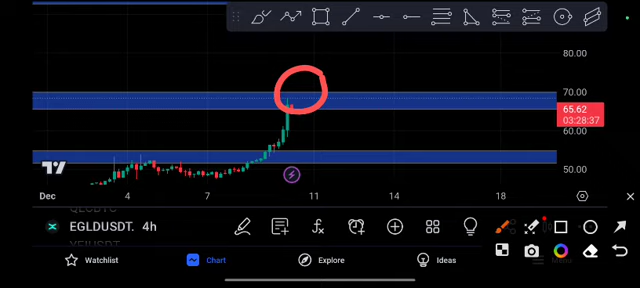 80.00
70.00
65.62
03:28:37
60.00
50.00
Dec 4 7 11 14 18
EGLDUSDT. 4h
Watchlist Chart Explore Ideas